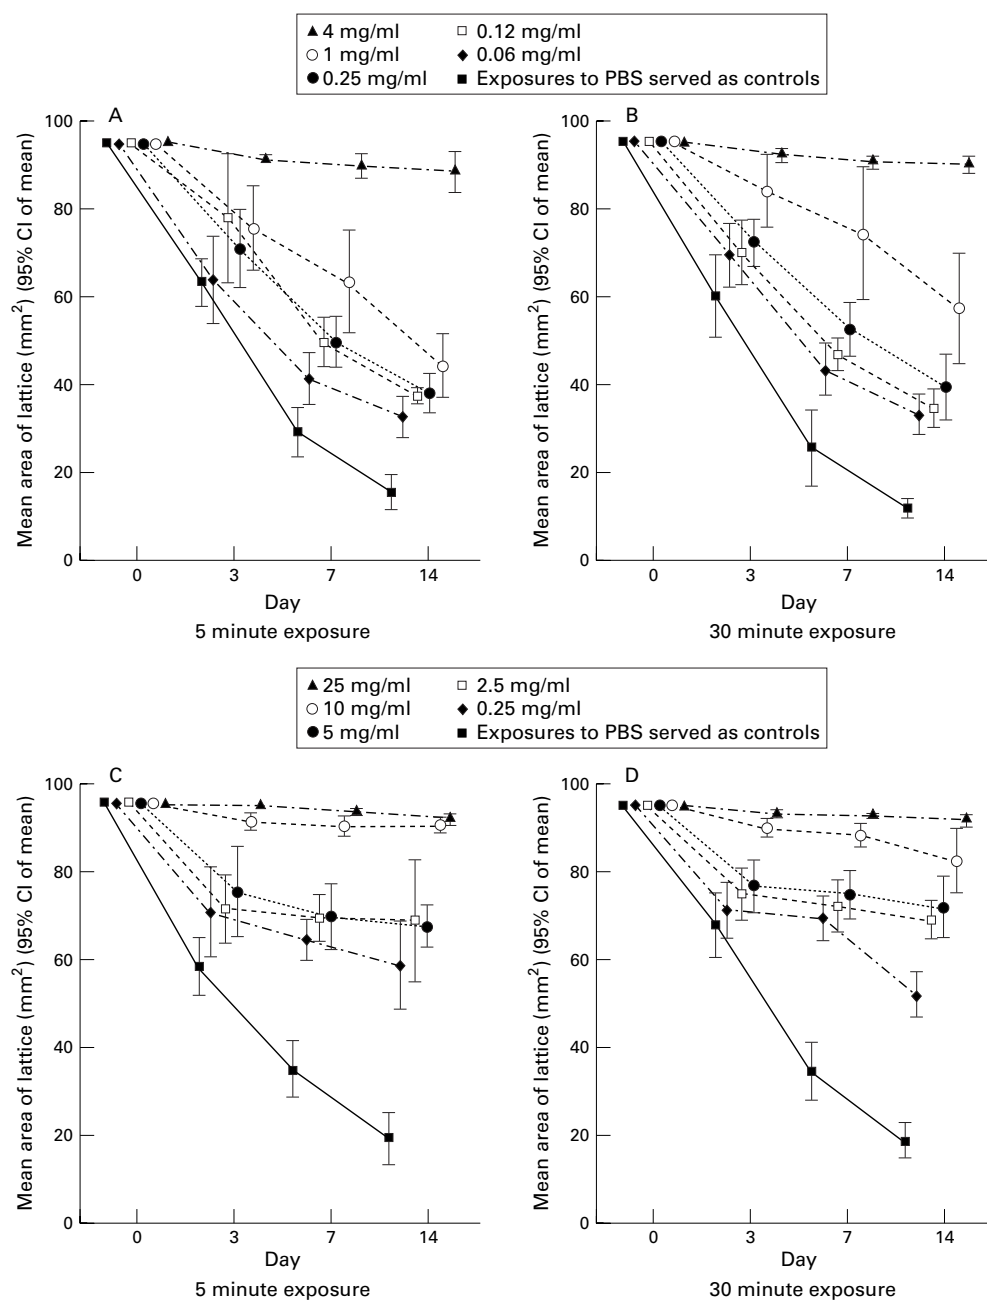 ▲ 4 mg/ml □ 0.12 mg/ml
○ 1 mg/ml ◆ 0.06 mg/ml
● 0.25 mg/ml ■ Exposures to PBS served as controls
A
Mean area of lattice (mm²) (95% CI of mean)
100
80
60
40
20
0
0 3 7 14
Day
5 minute exposure
B
Mean area of lattice (mm²) (95% CI of mean)
100
80
60
40
20
0
0 3 7 14
Day
30 minute exposure
▲ 25 mg/ml □ 2.5 mg/ml
○ 10 mg/ml ◆ 0.25 mg/ml
● 5 mg/ml ■ Exposures to PBS served as controls
C
Mean area of lattice (mm²) (95% CI of mean)
100
80
60
40
20
0
0 3 7 14
Day
5 minute exposure
D
Mean area of lattice (mm²) (95% CI of mean)
100
80
60
40
20
0
0 3 7 14
Day
30 minute exposure